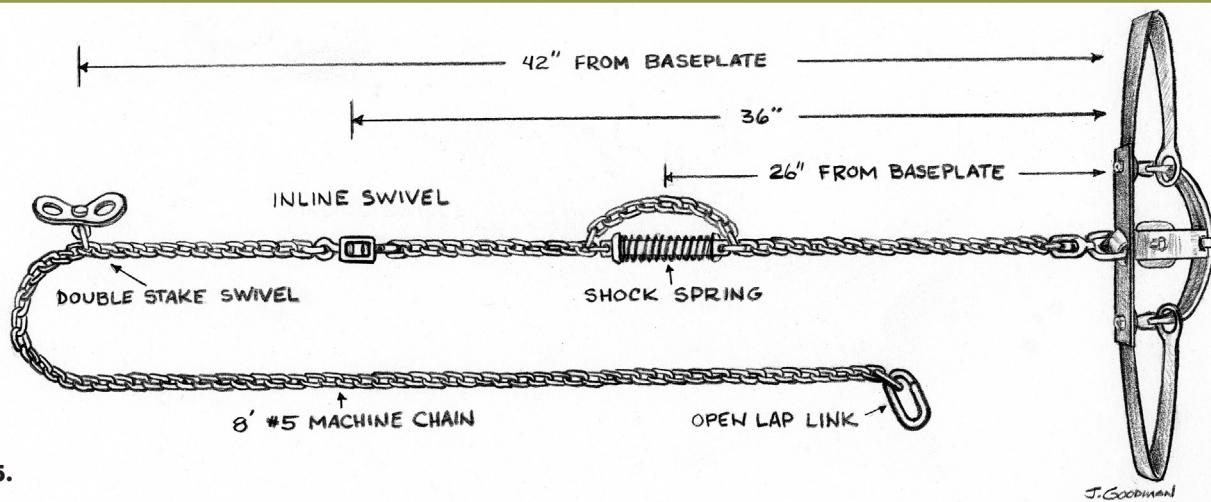 42" FROM BASEPLATE
36"
26" FROM BASEPLATE
INLINE SWIVEL
DOUBLE STAKE SWIVEL
SHOCK SPRING
8' #5 MACHINE CHAIN
OPEN LAP LINK
5.
J. GOODMAN